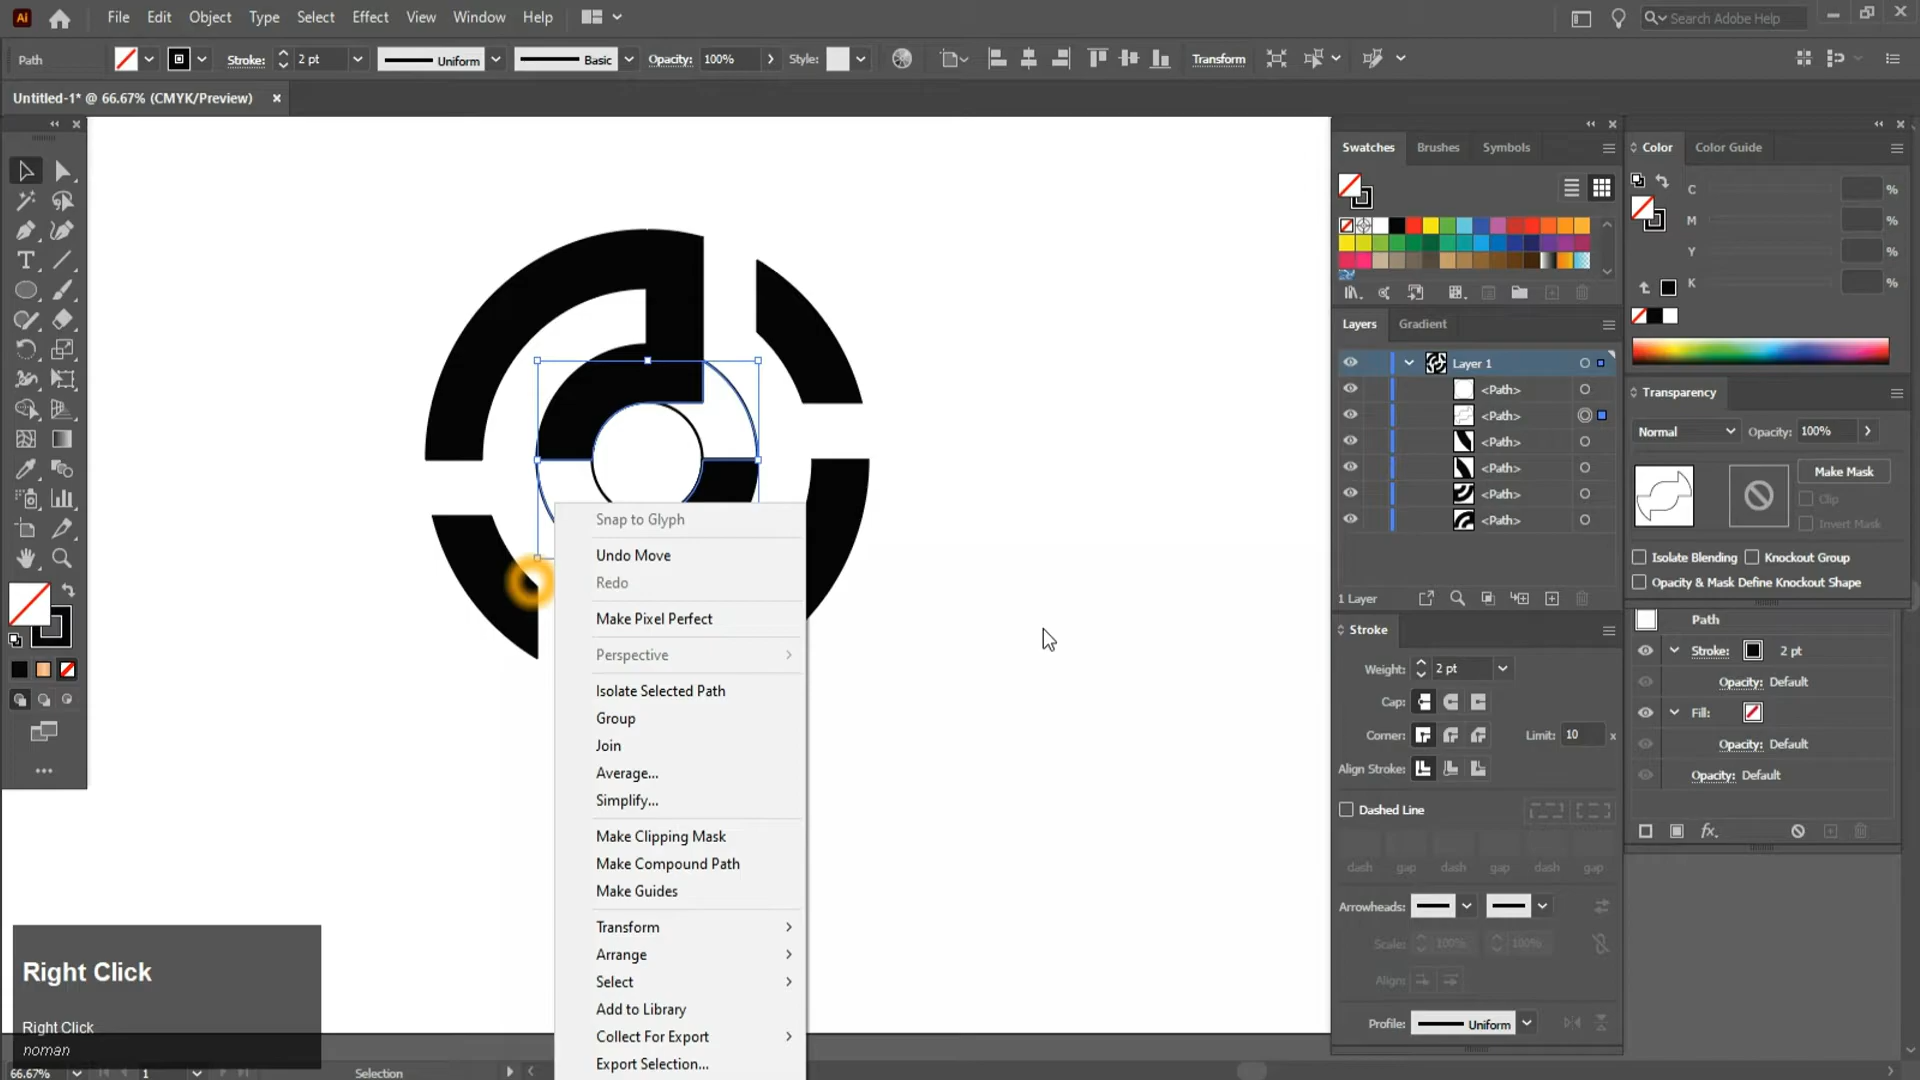 Ai File Edit Object Type Select Effect View Window Help Search Adobe Help
Path Stroke: 2 pt Uniform Basic Opacity: 100% Style: Transform
Untitled-1* @ 66.67% (CMYK/Preview)
Swatches Brushes Symbols
Color Color Guide
C %
M %
Y %
K %
Layers Gradient
Layer 1
<Path>
<Path>
<Path>
<Path>
<Path>
<Path>
1 Layer
Transparency
Normal Opacity: 100%
Make Mask
Clip
Invert Mask
Isolate Blending Knockout Group
Opacity & Mask Define Knockout Shape
Path
Stroke: 2 pt
Opacity: Default
Fill:
Opacity: Default
Opacity: Default
fx
Stroke
Weight: 2 pt
Cap:
Corner: Limit: 10 x
Align Stroke:
Dashed Line
dash gap dash gap dash gap
Arrowheads:
Scale: 100% 100%
Align:
Profile: Uniform
Snap to Glyph
Undo Move
Redo
Make Pixel Perfect
Perspective
Isolate Selected Path
Group
Join
Average...
Simplify...
Make Clipping Mask
Make Compound Path
Make Guides
Transform
Arrange
Select
Add to Library
Collect For Export
Export Selection...
Right Click
Right Click
noman
66.67% 1 Selection